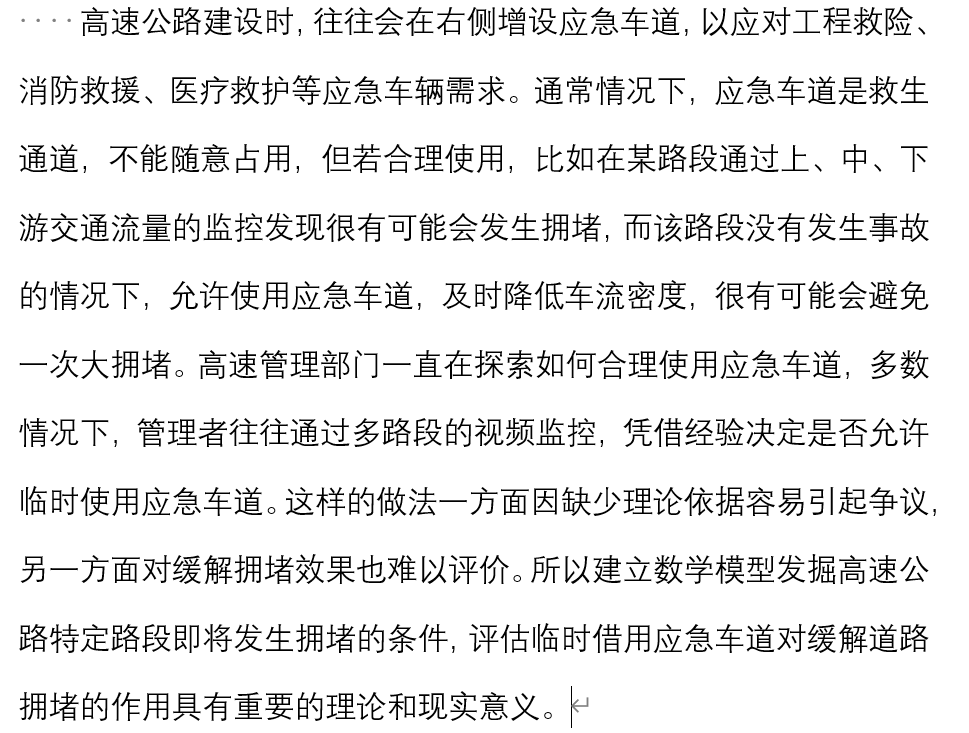 高速公路建设时，往往会在右侧增设应急车道，以应对工程救险、
消防救援、医疗救护等应急车辆需求。通常情况下，应急车道是救生
通道，不能随意占用，但若合理使用，比如在某路段通过上、中、下
游交通流量的监控发现很有可能会发生拥堵，而该路段没有发生事故
的情况下，允许使用应急车道，及时降低车流密度，很有可能会避免
一次大拥堵。高速管理部门一直在探索如何合理使用应急车道，多数
情况下，管理者往往通过多路段的视频监控，凭借经验决定是否允许
临时使用应急车道。这样的做法一方面因缺少理论依据容易引起争议，
另一方面对缓解拥堵效果也难以评价。所以建立数学模型发掘高速公
路特定路段即将发生拥堵的条件，评估临时借用应急车道对缓解道路
拥堵的作用具有重要的理论和现实意义。